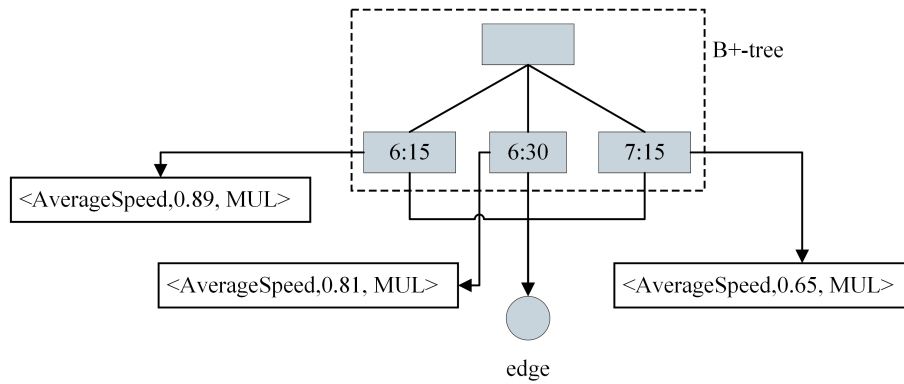 B+-tree
6:15
6:30
7:15
<AverageSpeed,0.89, MUL>
<AverageSpeed,0.81, MUL>
<AverageSpeed,0.65, MUL>
edge